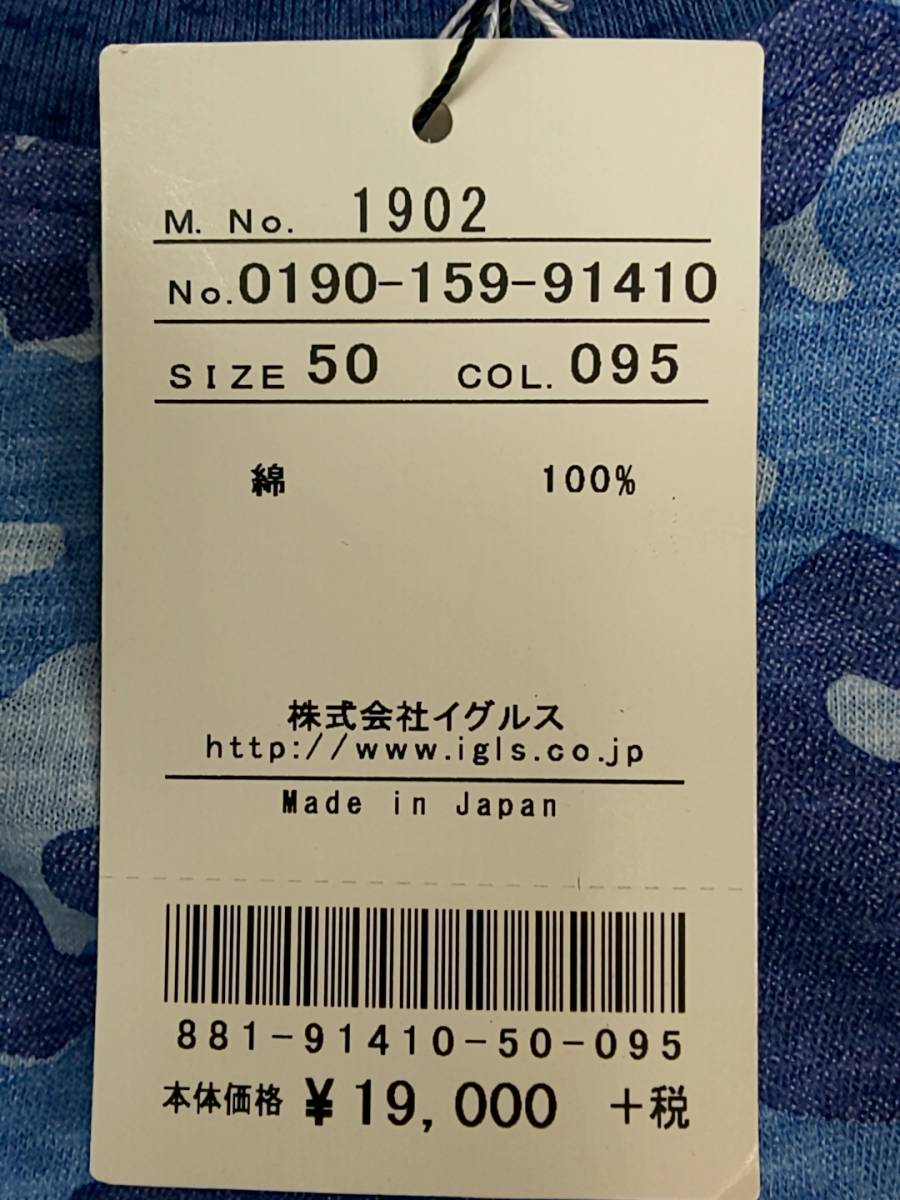 M. No. 1902
No.0190-159-91410
SIZE 50 COL. 095
綿 100%
株式会社イグルス
http://www.igls.co.jp
Made in Japan
881-91410-50-095
本体価格 ¥19,000 +税